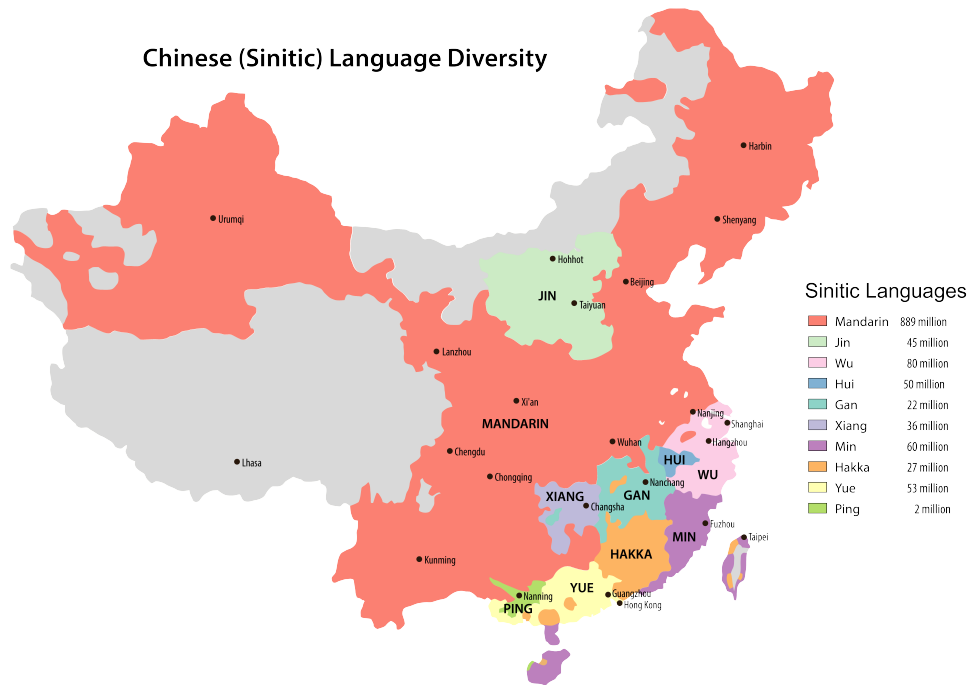 Chinese (Sinitic) Language Diversity
Harbin
Urumqi
Shenyang
Hohhot
Beijing
JIN
Taiyuan
Lanzhou
Xi'an
MANDARIN
Nanjing
Shanghai
Wuhan
Hangzhou
Chengdu
HUI
Lhasa
WU
Chongqing
Nanchang
XIANG
GAN
Changsha
Fuzhou
MIN
Taipei
HAKKA
Kunming
YUE
Nanning
Guangzhou
Hong Kong
PING
Sinitic Languages
Mandarin 889 million
Jin 45 million
Wu 80 million
Hui 50 million
Gan 22 million
Xiang 36 million
Min 60 million
Hakka 27 million
Yue 53 million
Ping 2 million